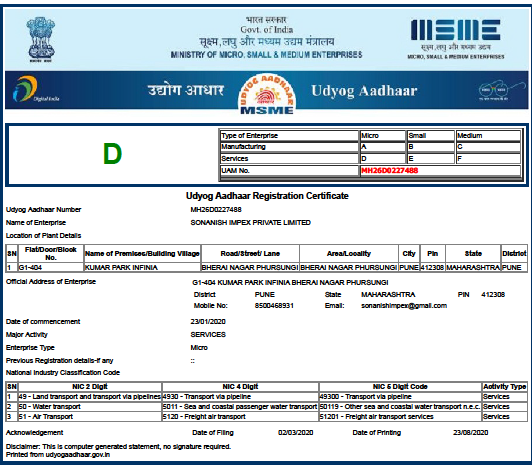 भारत सरकार
Govt. of India
सूक्ष्म,लघु और मध्यम उद्यम मंत्रालय
MINISTRY OF MICRO, SMALL & MEDIUM ENTERPRISES
MSME
सूक्ष्म, लघु और मध्यम उद्यम
MICRO, SMALL & MEDIUM ENTERPRISES
Digital India
उद्योग आधार
UDYOG AADHAAR
MSME
Udyog Aadhaar
D
Type of Enterprise Micro Small Medium
Manufacturing A B C
Services D E F
UAM No. MH26D0227488
Udyog Aadhaar Registration Certificate
Udyog Aadhaar Number MH26D0227488
Name of Enterprise SONANISH IMPEX PRIVATE LIMITED
Location of Plant Details
SN Flat/Door/Block No. Name of Premises/Building Village Road/Street/ Lane Area/Locality City Pin State District
1 G1-404 KUMAR PARK INFINIA BHERAI NAGAR PHURSUNGI BHERAI NAGAR PHURSUNGI PUNE 412308 MAHARASHTRA PUNE
Official Address of Enterprise G1-404 KUMAR PARK INFINIA BHERAI NAGAR PHURSUNGI
District PUNE State MAHARASHTRA PIN 412308
Mobile No: 8500468931 Email: sonanishimpex@gmail.com
Date of commencement 23/01/2020
Major Activity SERVICES
Enterprise Type Micro
Previous Registration details-if any ::
National Industry Classification Code
SN NIC 2 Digit NIC 4 Digit NIC 5 Digit Code Activity Type
1 49 - Land transport and transport via pipelines 4930 - Transport via pipeline 49300 - Transport via pipeline Services
2 50 - Water transport 5011 - Sea and coastal passenger water transport 50119 - Other sea and coastal water transport n.e.c. Services
3 51 - Air Transport 5120 - Freight air transport 51201 - Freight air transport services Services
Acknowledgement Date of Filing 02/03/2020 Date of Printing 23/08/2020
Disclaimer: This is computer generated statement, no signature required.
Printed from udyogaadhaar.gov.in